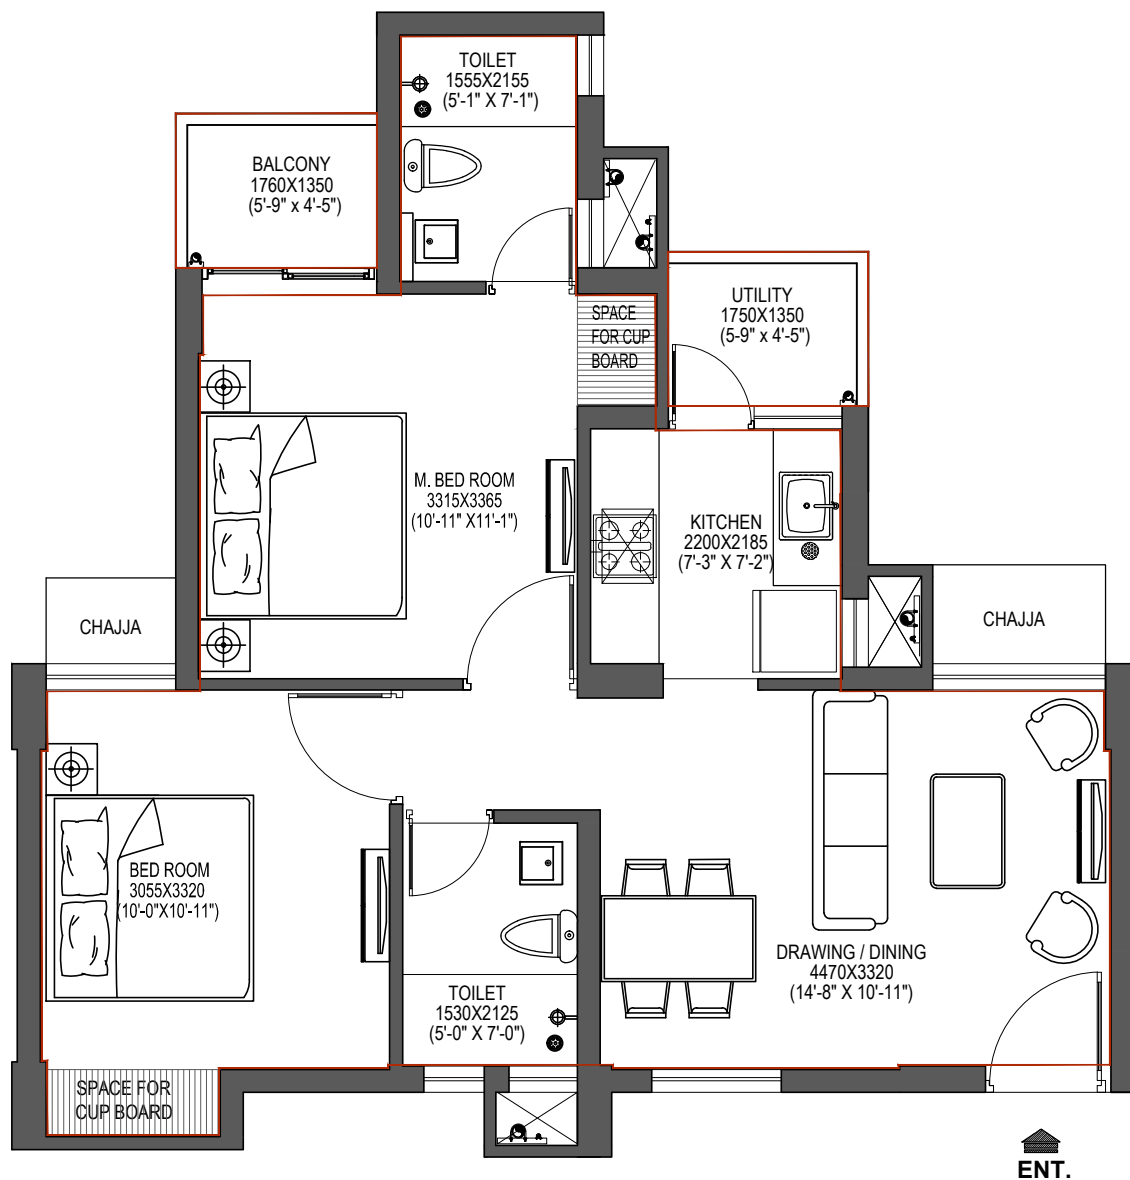 TOILET
1555X2155
(5'-1" X 7'-1")
BALCONY
1760X1350
(5'-9" x 4'-5")
UTILITY
1750X1350
(5-9" x 4'-5")
SPACE
FOR CUP
BOARD
M. BED ROOM
3315X3365
(10'-11" X11'-1")
KITCHEN
2200X2185
(7'-3" X 7'-2")
CHAJJA
CHAJJA
BED ROOM
3055X3320
(10'-0"X10'-11")
DRAWING / DINING
4470X3320
(14'-8" X 10'-11")
TOILET
1530X2125
(5'-0" X 7'-0")
SPACE FOR
CUP BOARD
ENT.